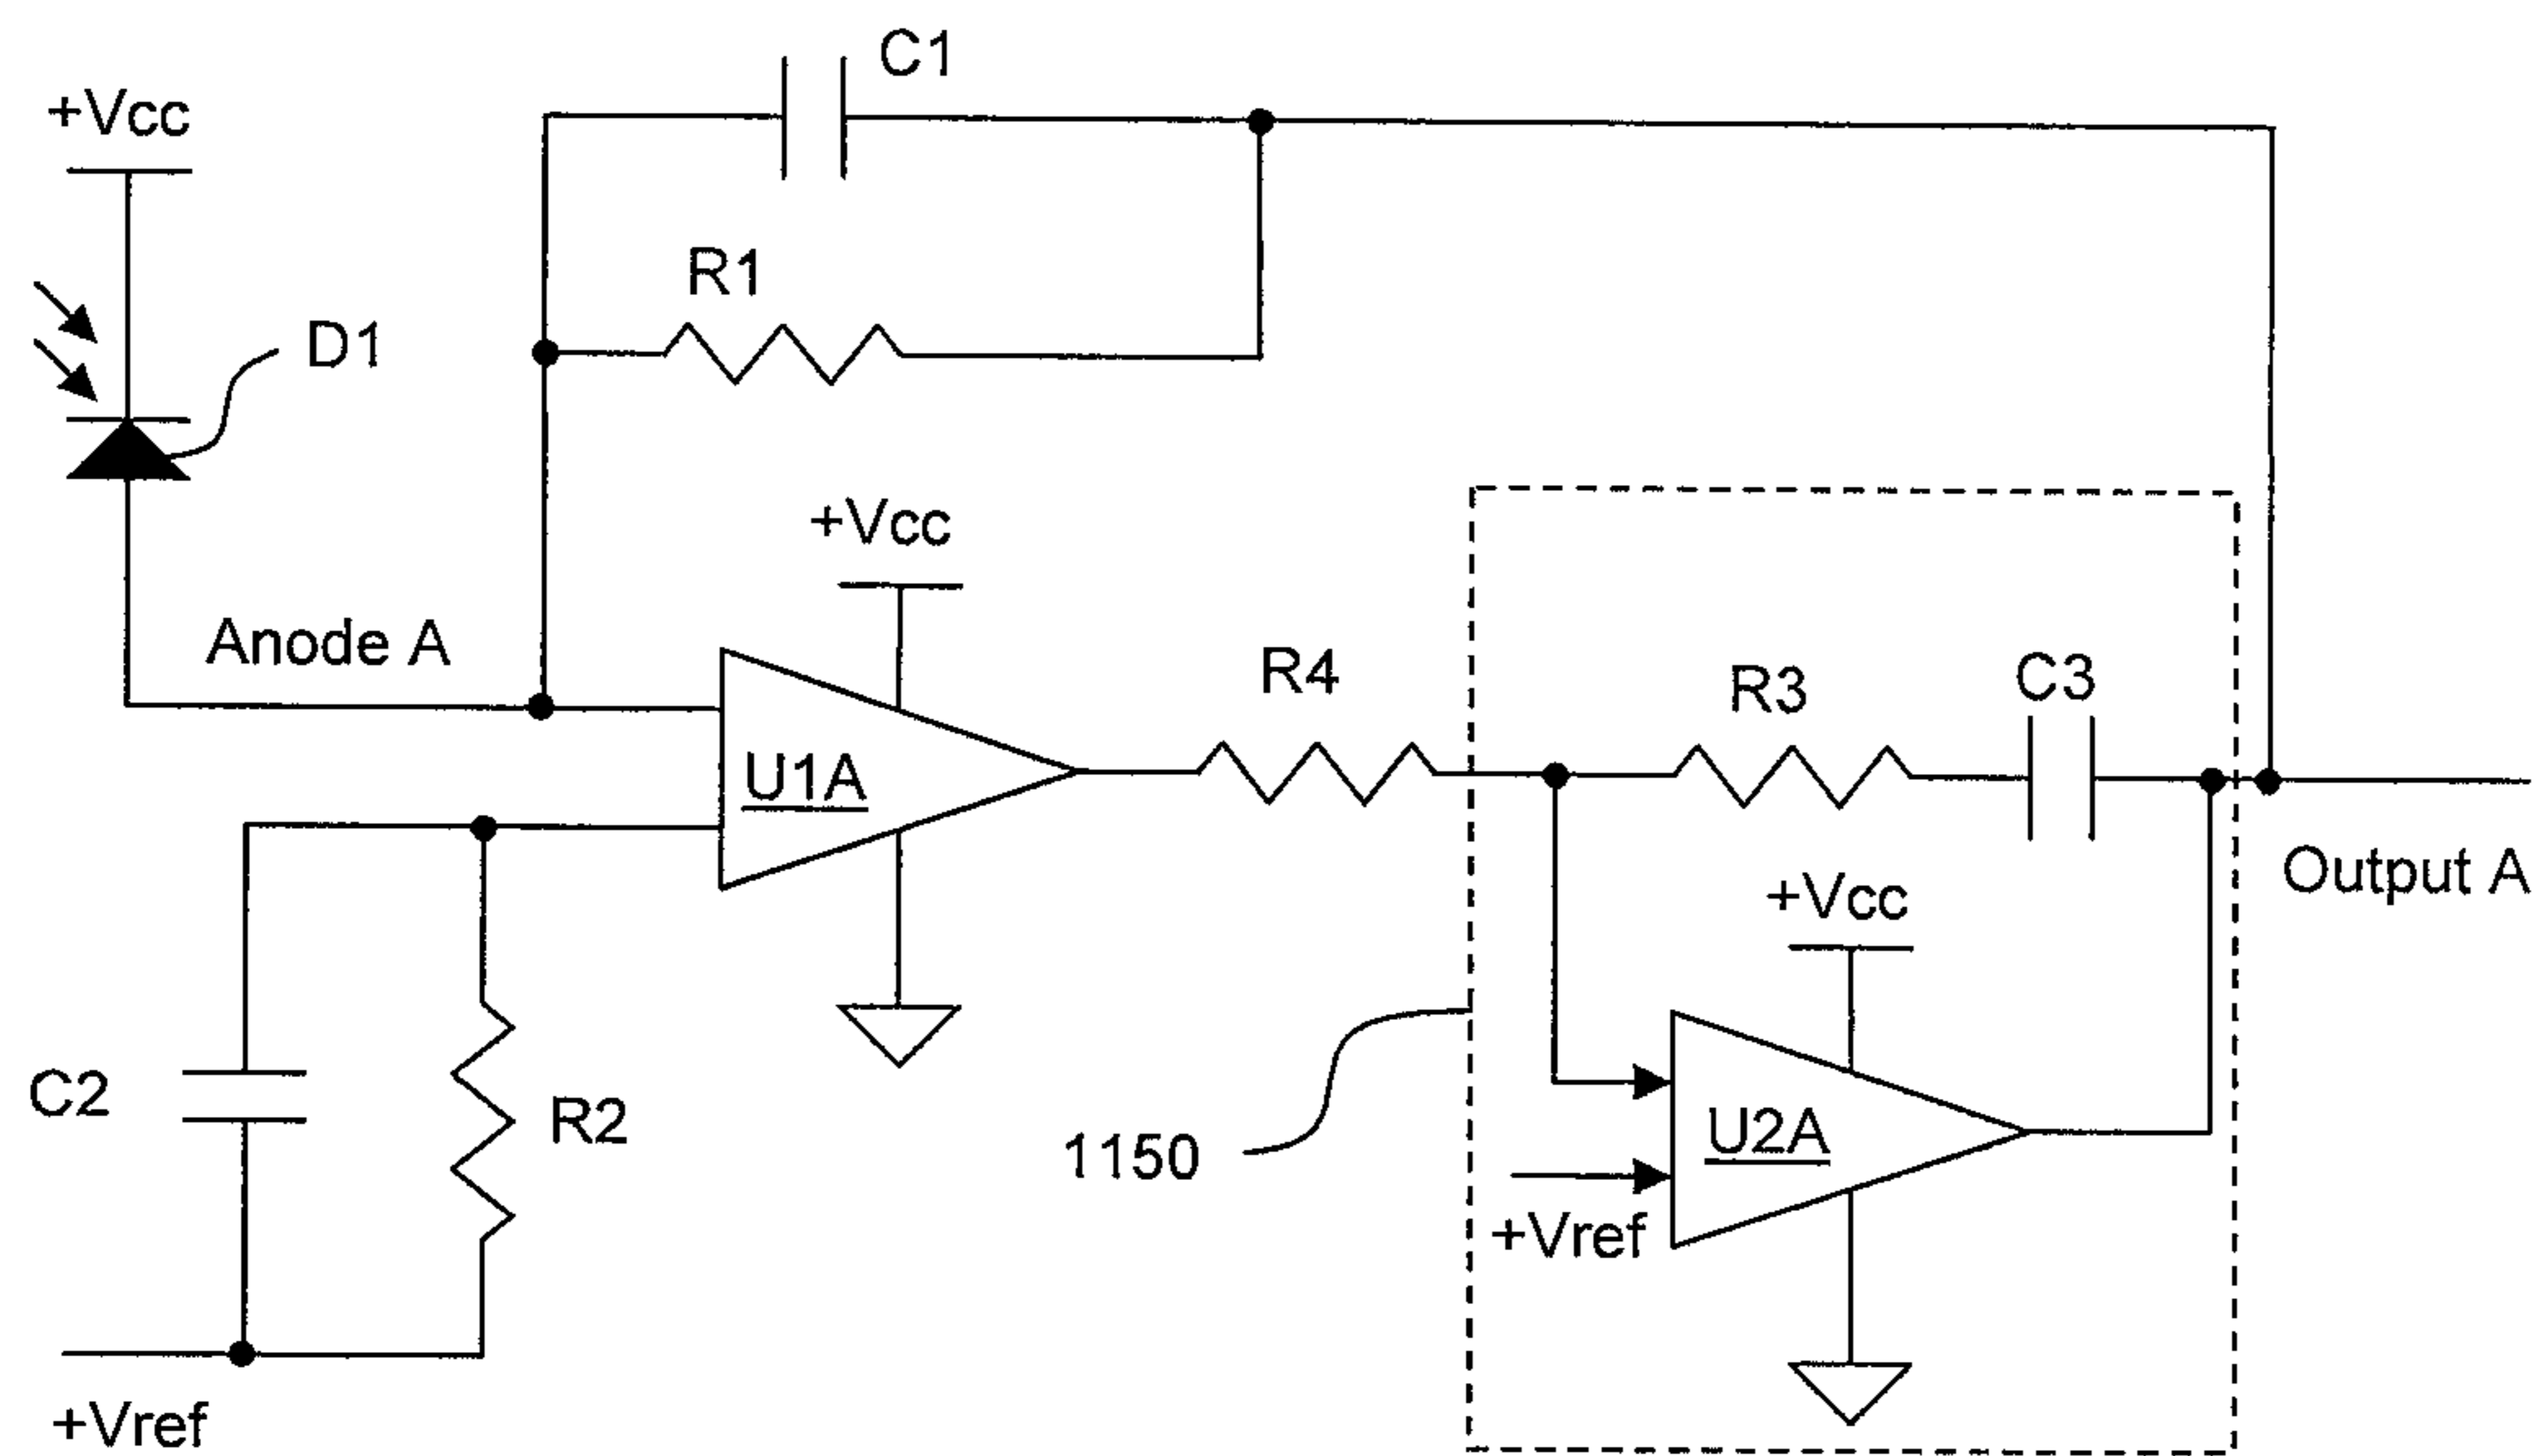 C1
+Vcc
R1
D1
+Vcc
Anode A
R4
R3
C3
U1A
Output A
+Vcc
C2
R2
1150
U2A
+Vref
+Vref